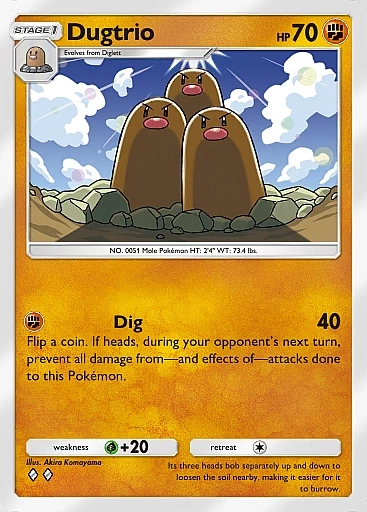 STAGE 1 Dugtrio HP 70
Evolves from Diglett
NO. 0051 Mole Pokémon HT: 2'4" WT: 73.4 lbs.
Dig 40
Flip a coin. If heads, during your opponent's next turn,
prevent all damage from—and effects of—attacks done
to this Pokémon.
weakness +20 retreat
Illus. Akira Komayama
Its three heads bob separately up and down to
loosen the soil nearby, making it easier for it
to burrow.